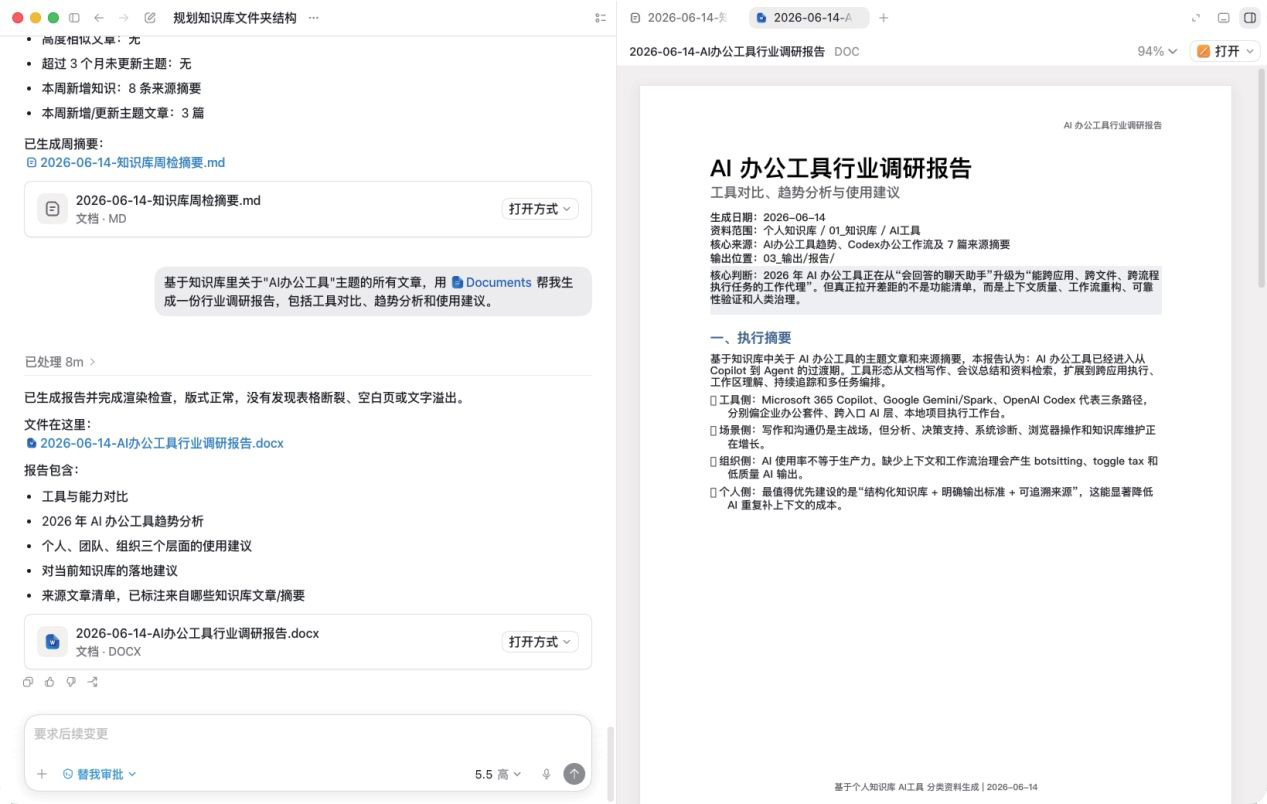 规划知识库文件夹结构 ···
高度相似文章：无
超过 3 个月未更新主题：无
本周新增知识：8 条来源摘要
本周新增/更新主题文章：3 篇
已生成周摘要：
2026-06-14-知识库周检摘要.md
2026-06-14-知识库周检摘要.md
文档 · MD
打开方式
基于知识库里关于"AI办公工具"主题的所有文章，用 Documents 帮我生
成一份行业调研报告，包括工具对比、趋势分析和使用建议。
已处理 8m
已生成报告并完成渲染检查，版式正常，没有发现表格断裂、空白页或文字溢出。
文件在这里：
2026-06-14-AI办公工具行业调研报告.docx
报告包含：
工具与能力对比
2026 年 AI 办公工具趋势分析
个人、团队、组织三个层面的使用建议
对当前知识库的落地建议
来源文章清单，已标注来自哪些知识库文章/摘要
2026-06-14-AI办公工具行业调研报告.docx
文档 · DOCX
打开方式
要求后续变更
替我审批
5.5 高
2026-06-14-知
2026-06-14-A
2026-06-14-AI办公工具行业调研报告 DOC
94%
打开
AI 办公工具行业调研报告
AI 办公工具行业调研报告
工具对比、趋势分析与使用建议
生成日期：2026-06-14
资料范围：个人知识库 / 01_知识库 / AI工具
核心来源：AI办公工具趋势、Codex办公工作流及 7 篇来源摘要
输出位置：03_输出/报告/
核心判断：2026 年 AI 办公工具正在从“会回答的聊天助手”升级为“能跨应用、跨文件、跨流程
执行任务的工作代理”。但真正拉开差距的不是功能清单，而是上下文质量、工作流重构、可靠
性验证和人类治理。
一、执行摘要
基于知识库中关于 AI 办公工具的主题文章和来源摘要，本报告认为：AI 办公工具已经进入从
Copilot 到 Agent 的过渡期。工具形态从文档写作、会议总结和资料检索，扩展到跨应用执行、
工作区理解、持续追踪和多任务编排。
工具侧：Microsoft 365 Copilot、Google Gemini/Spark、OpenAI Codex 代表三条路径，
分别偏企业办公套件、跨入口 AI 层、本地项目执行工作台。
场景侧：写作和沟通仍是主战场，但分析、决策支持、系统诊断、浏览器操作和知识库维护正
在增长。
组织侧：AI 使用率不等于生产力。缺少上下文和工作流治理会产生 botsitting、toggle tax 和
低质量 AI 输出。
个人侧：最值得优先建设的是“结构化知识库 + 明确输出标准 + 可追溯来源”，这能显著降低
AI 重复补上下文的成本。
基于个人知识库 AI工具 分类资料生成 | 2026-06-14